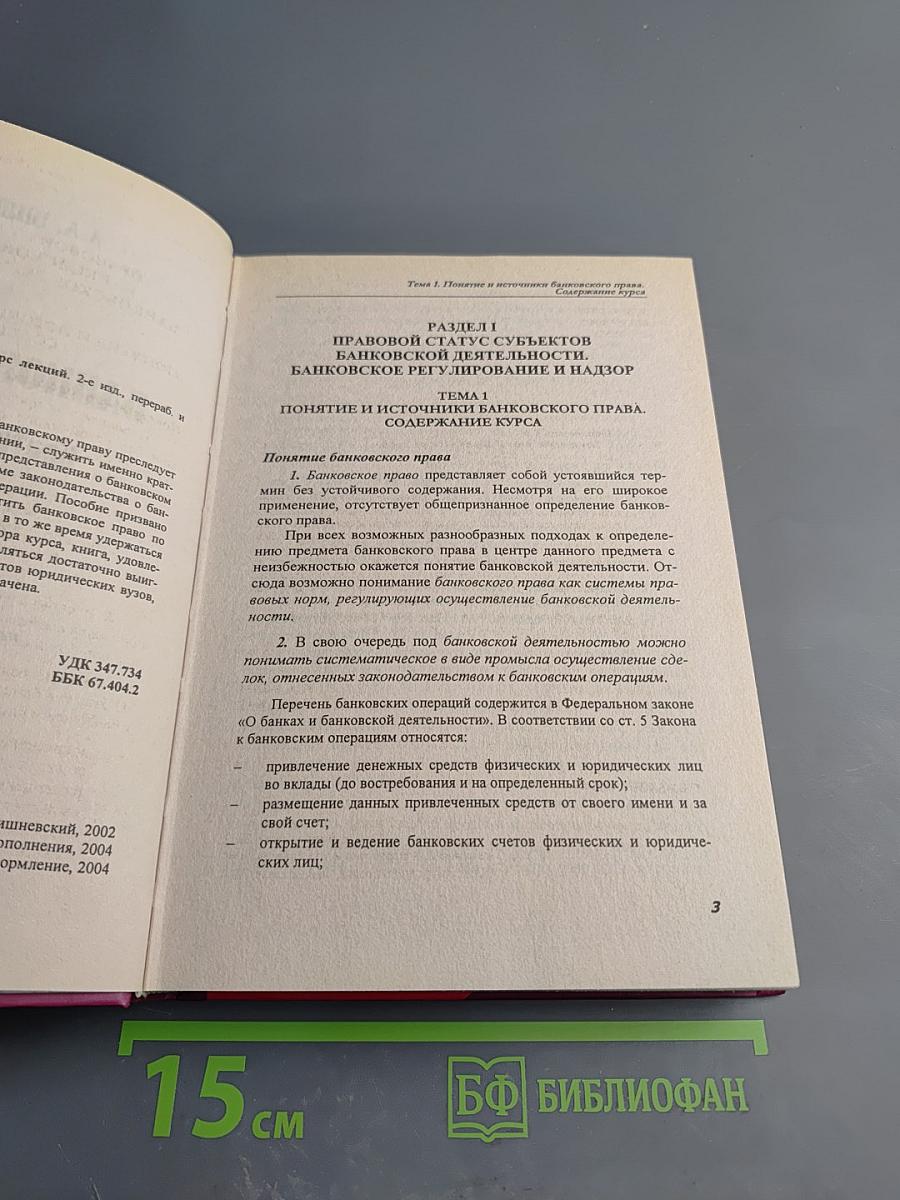 рс лекций. 2-е изд., перераб. и
анковскому праву преследует
нии, – служить именно крат-
представления о банковском
ме законодательства о бан-
ерации. Пособие призвано
тить банковское право по
в то же время удержаться
ора курса, книга, удовле-
ляться достаточно выиг-
тов юридических вузов,
ачена.
УДК 347.734
ББК 67.404.2
ишневский, 2002
ополнения, 2004
ормление, 2004
Тема 1. Понятие и источники банковского права.
Содержание курса
РАЗДЕЛ I
ПРАВОВОЙ СТАТУС СУБЪЕКТОВ
БАНКОВСКОЙ ДЕЯТЕЛЬНОСТИ.
БАНКОВСКОЕ РЕГУЛИРОВАНИЕ И НАДЗОР
ТЕМА 1
ПОНЯТИЕ И ИСТОЧНИКИ БАНКОВСКОГО ПРАВА.
СОДЕРЖАНИЕ КУРСА
Понятие банковского права
1. Банковское право представляет собой устоявшийся тер-
мин без устойчивого содержания. Несмотря на его широкое
применение, отсутствует общепризнанное определение банков-
ского права.
При всех возможных разнообразных подходах к определе-
нию предмета банковского права в центре данного предмета с
неизбежностью окажется понятие банковской деятельности. От-
сюда возможно понимание банковского права как системы пра-
вовых норм, регулирующих осуществление банковской деятель-
ности.
2. В свою очередь под банковской деятельностью можно
понимать систематическое в виде промысла осуществление сде-
лок, отнесенных законодательством к банковским операциям.
Перечень банковских операций содержится в Федеральном законе
«О банках и банковской деятельности». В соответствии со ст. 5 Закона
к банковским операциям относятся:
– привлечение денежных средств физических и юридических лиц
во вклады (до востребования и на определенный срок);
– размещение данных привлеченных средств от своего имени и за
свой счет;
– открытие и ведение банковских счетов физических и юридиче-
ских лиц;
3
15 см
БФ БИБЛИОФАН